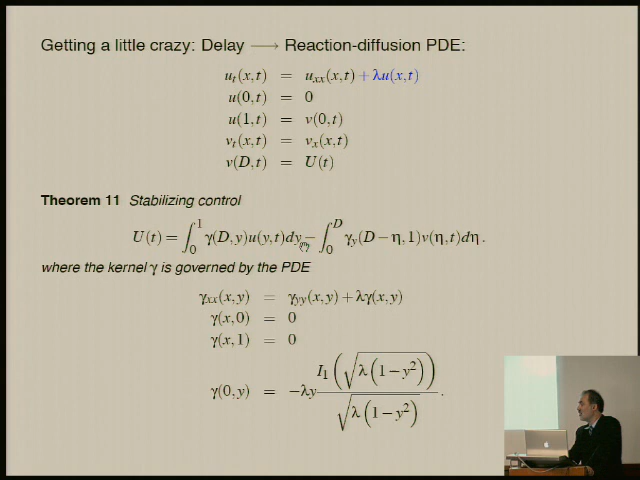 Getting a little crazy: Delay ⟶ Reaction-diffusion PDE:
u_t(x,t) = u_xx(x,t) + λu(x,t)
u(0,t) = 0
u(1,t) = v(0,t)
v_t(x,t) = v_x(x,t)
v(D,t) = U(t)
Theorem 11 Stabilizing control
U(t) = ∫_0^1 γ(D,y)u(y,t)dy − ∫_0^D γ_y(D−η,1)v(η,t)dη.
where the kernel γ is governed by the PDE
γ_xx(x,y) = γ_yy(x,y) + λγ(x,y)
γ(x,0) = 0
γ(x,1) = 0
γ(0,y) = −λy I_1(√(λ(1−y²))) / √(λ(1−y²)).